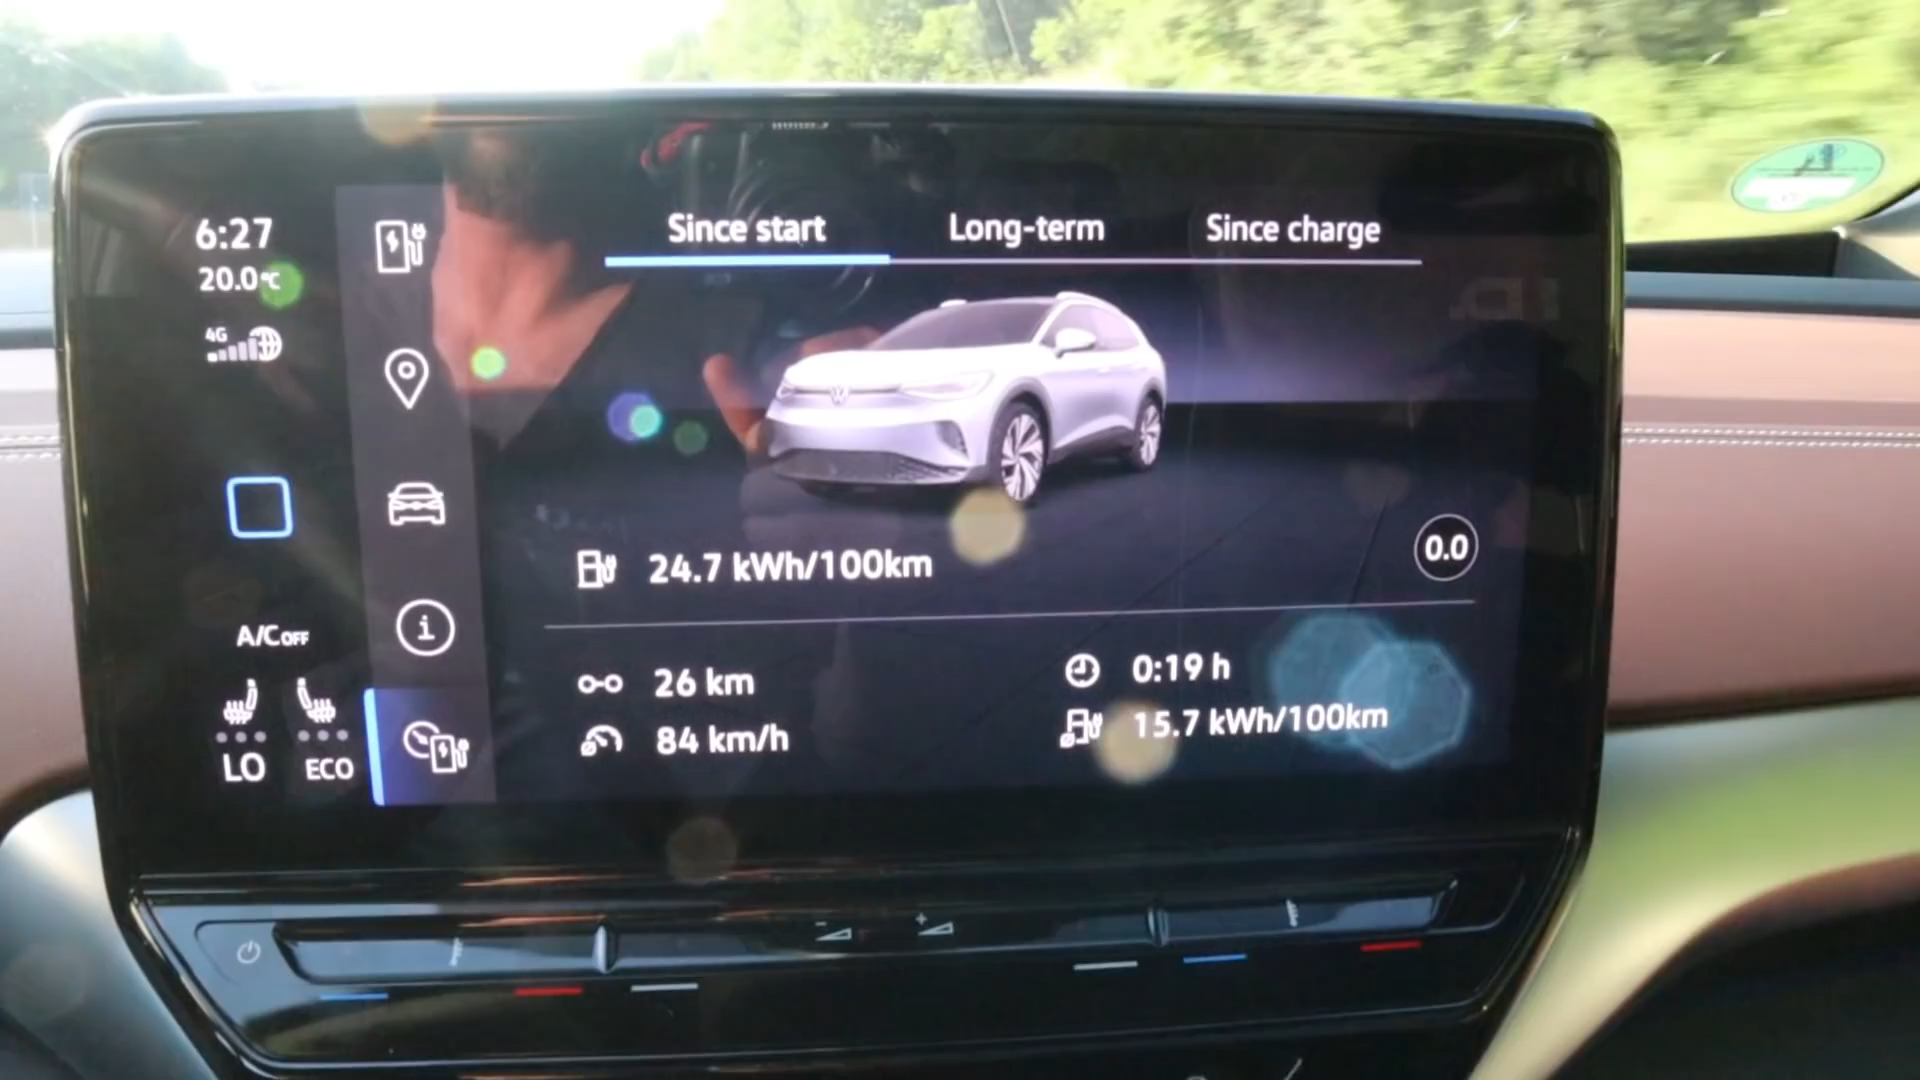 6:27
20.0°C
4G
A/C OFF
LO
ECO
Since start
Long-term
Since charge
24.7 kWh/100km
0.0
26 km
0:19 h
84 km/h
15.7 kWh/100km